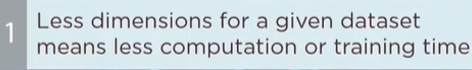 1
Less dimensions for a given dataset
means less computation or training time